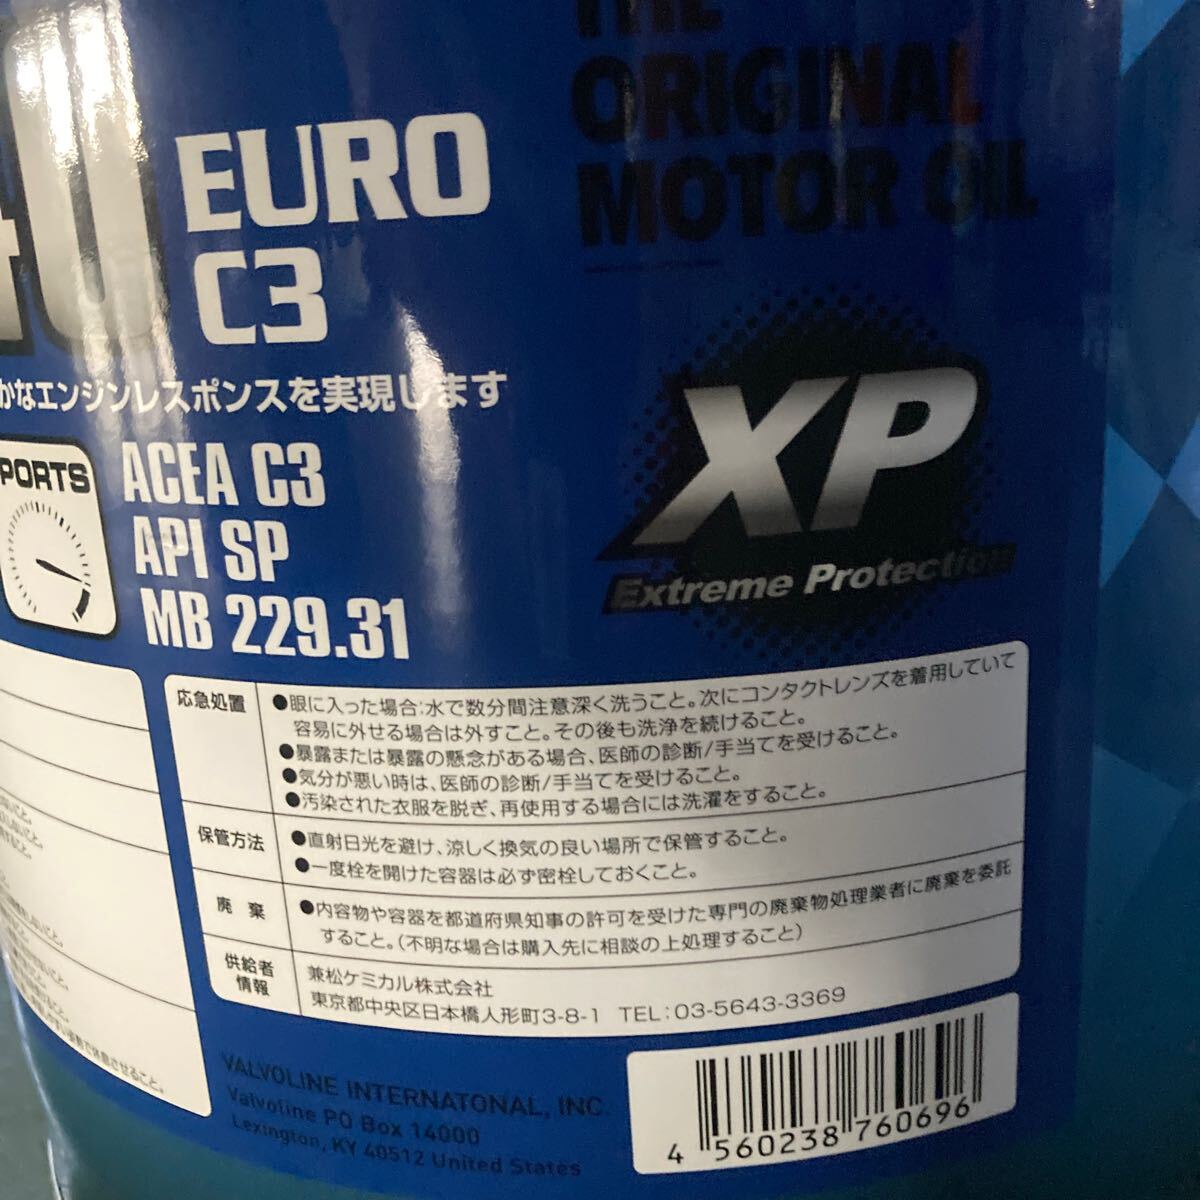 40
EURO
C3
THE
ORIGINAL
MOTOR OIL
XP
Extreme Protection
かなエンジンレスポンスを実現します
PORTS
ACEA C3
API SP
MB 229.31
応急処置
●眼に入った場合:水で数分間注意深く洗うこと。次にコンタクトレンズを着用していて
容易に外せる場合は外すこと。その後も洗浄を続けること。
●暴露または暴露の懸念がある場合、医師の診断/手当てを受けること。
●気分が悪い時は、医師の診断/手当てを受けること。
●汚染された衣服を脱ぎ、再使用する場合には洗濯をすること。
保管方法
●直射日光を避け、涼しく換気の良い場所で保管すること。
●一度栓を開けた容器は必ず密栓しておくこと。
廃 棄
●内容物や容器を都道府県知事の許可を受けた専門の廃棄物処理業者に廃棄を委託
すること。(不明な場合は購入先に相談の上処理すること)
供給者
情報
兼松ケミカル株式会社
東京都中央区日本橋人形町3-8-1 TEL:03-5643-3369
VALVOLINE INTERNATONAL, INC.
Valvoline PO Box 14000
Lexington, KY 40512 United States
4 560238 760696